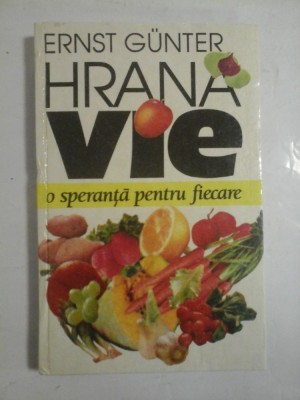 ERNST GÜNTER
HRANA
vie
o speranță pentru fiecare